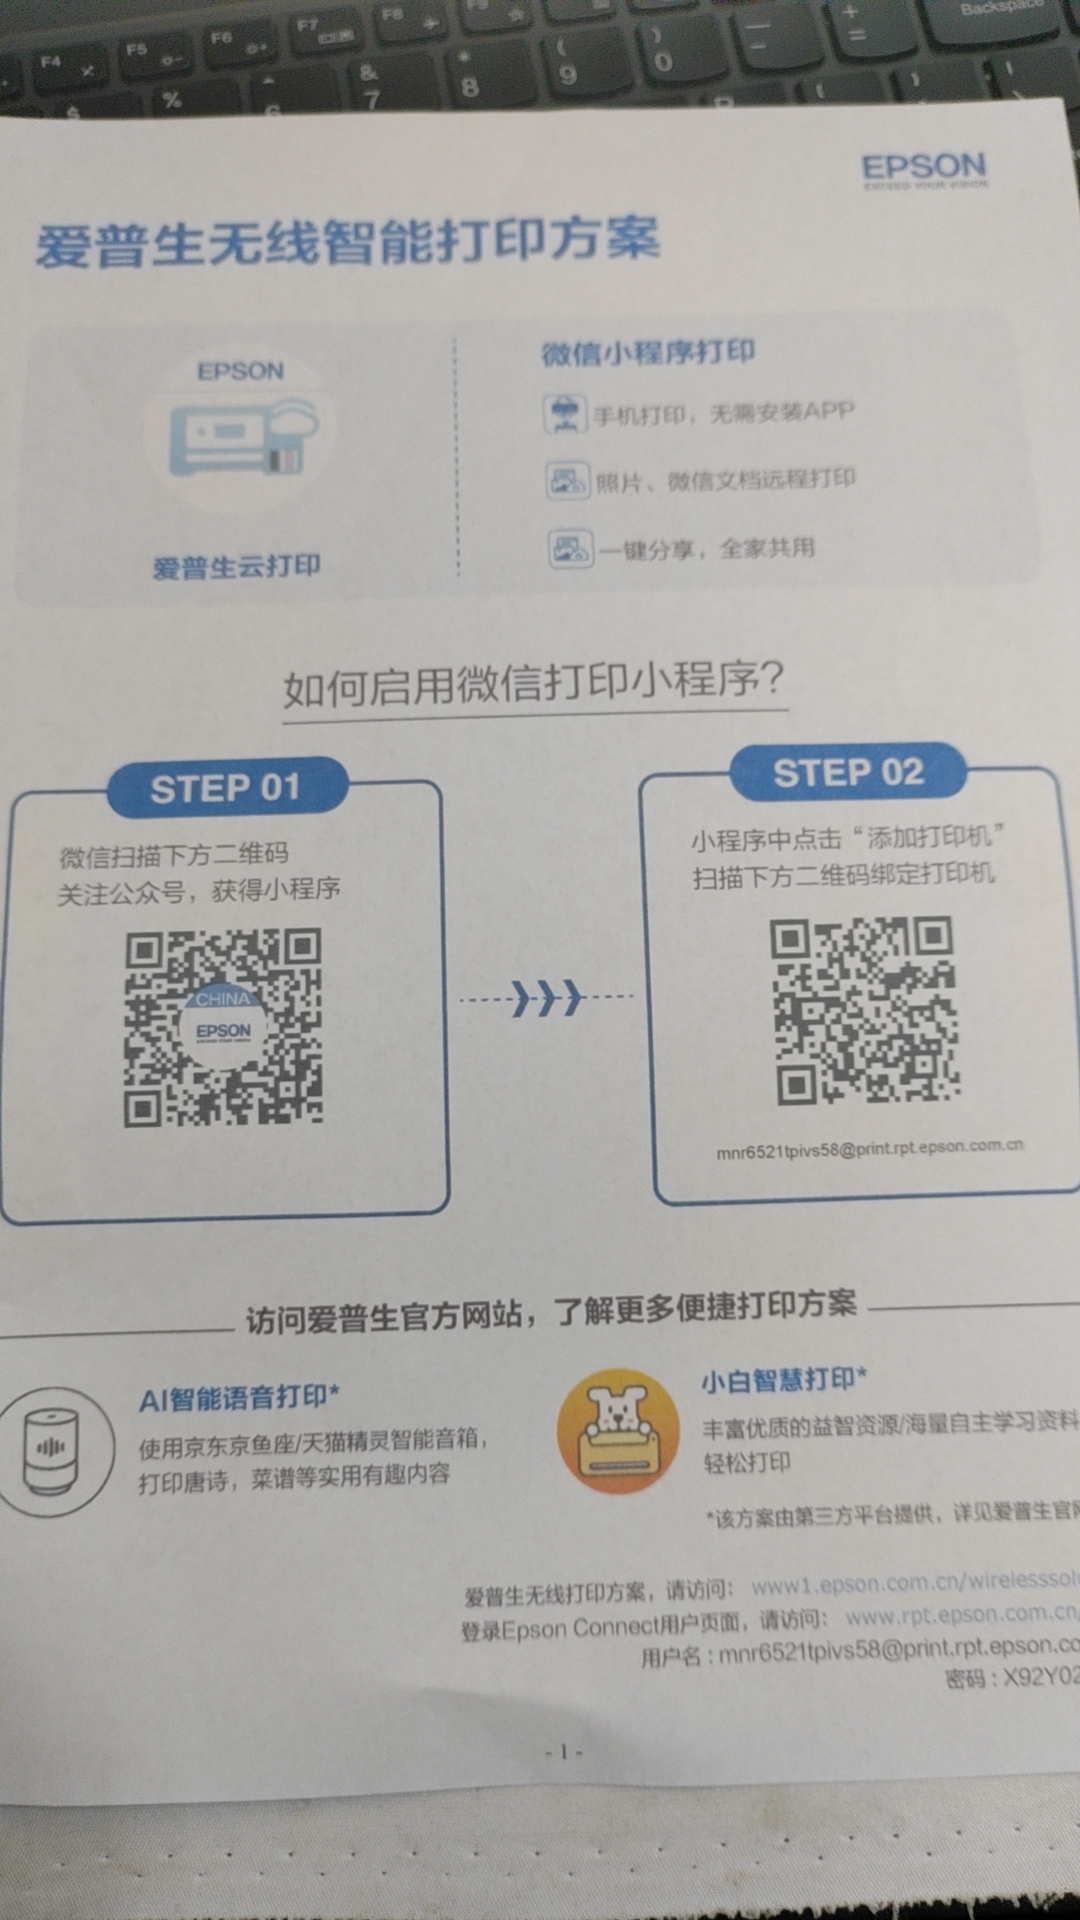 F4
F5
F6
F7
F8
F9
Backspace
$
%
6
&
7
*
8
(
9
)
0
—
-
+
=
EPSON
EXCEED YOUR VISION
爱普生无线智能打印方案
EPSON
爱普生云打印
微信小程序打印
手机打印，无需安装APP
照片、微信文档远程打印
一键分享，全家共用
如何启用微信打印小程序？
STEP 01
微信扫描下方二维码
关注公众号，获得小程序
CHINA
EPSON
EXCEED YOUR VISION
STEP 02
小程序中点击“添加打印机”
扫描下方二维码绑定打印机
mnr6521tpivs58@print.rpt.epson.com.cn
访问爱普生官方网站，了解更多便捷打印方案
AI智能语音打印*
使用京东京鱼座/天猫精灵智能音箱，
打印唐诗，菜谱等实用有趣内容
小白智慧打印*
丰富优质的益智资源/海量自主学习资料
轻松打印
*该方案由第三方平台提供，详见爱普生官网
爱普生无线打印方案，请访问： www1.epson.com.cn/wirelesssolu
登录Epson Connect用户页面，请访问： www.rpt.epson.com.cn/
用户名：mnr6521tpivs58@print.rpt.epson.co
密码：X92Y02
- 1 -